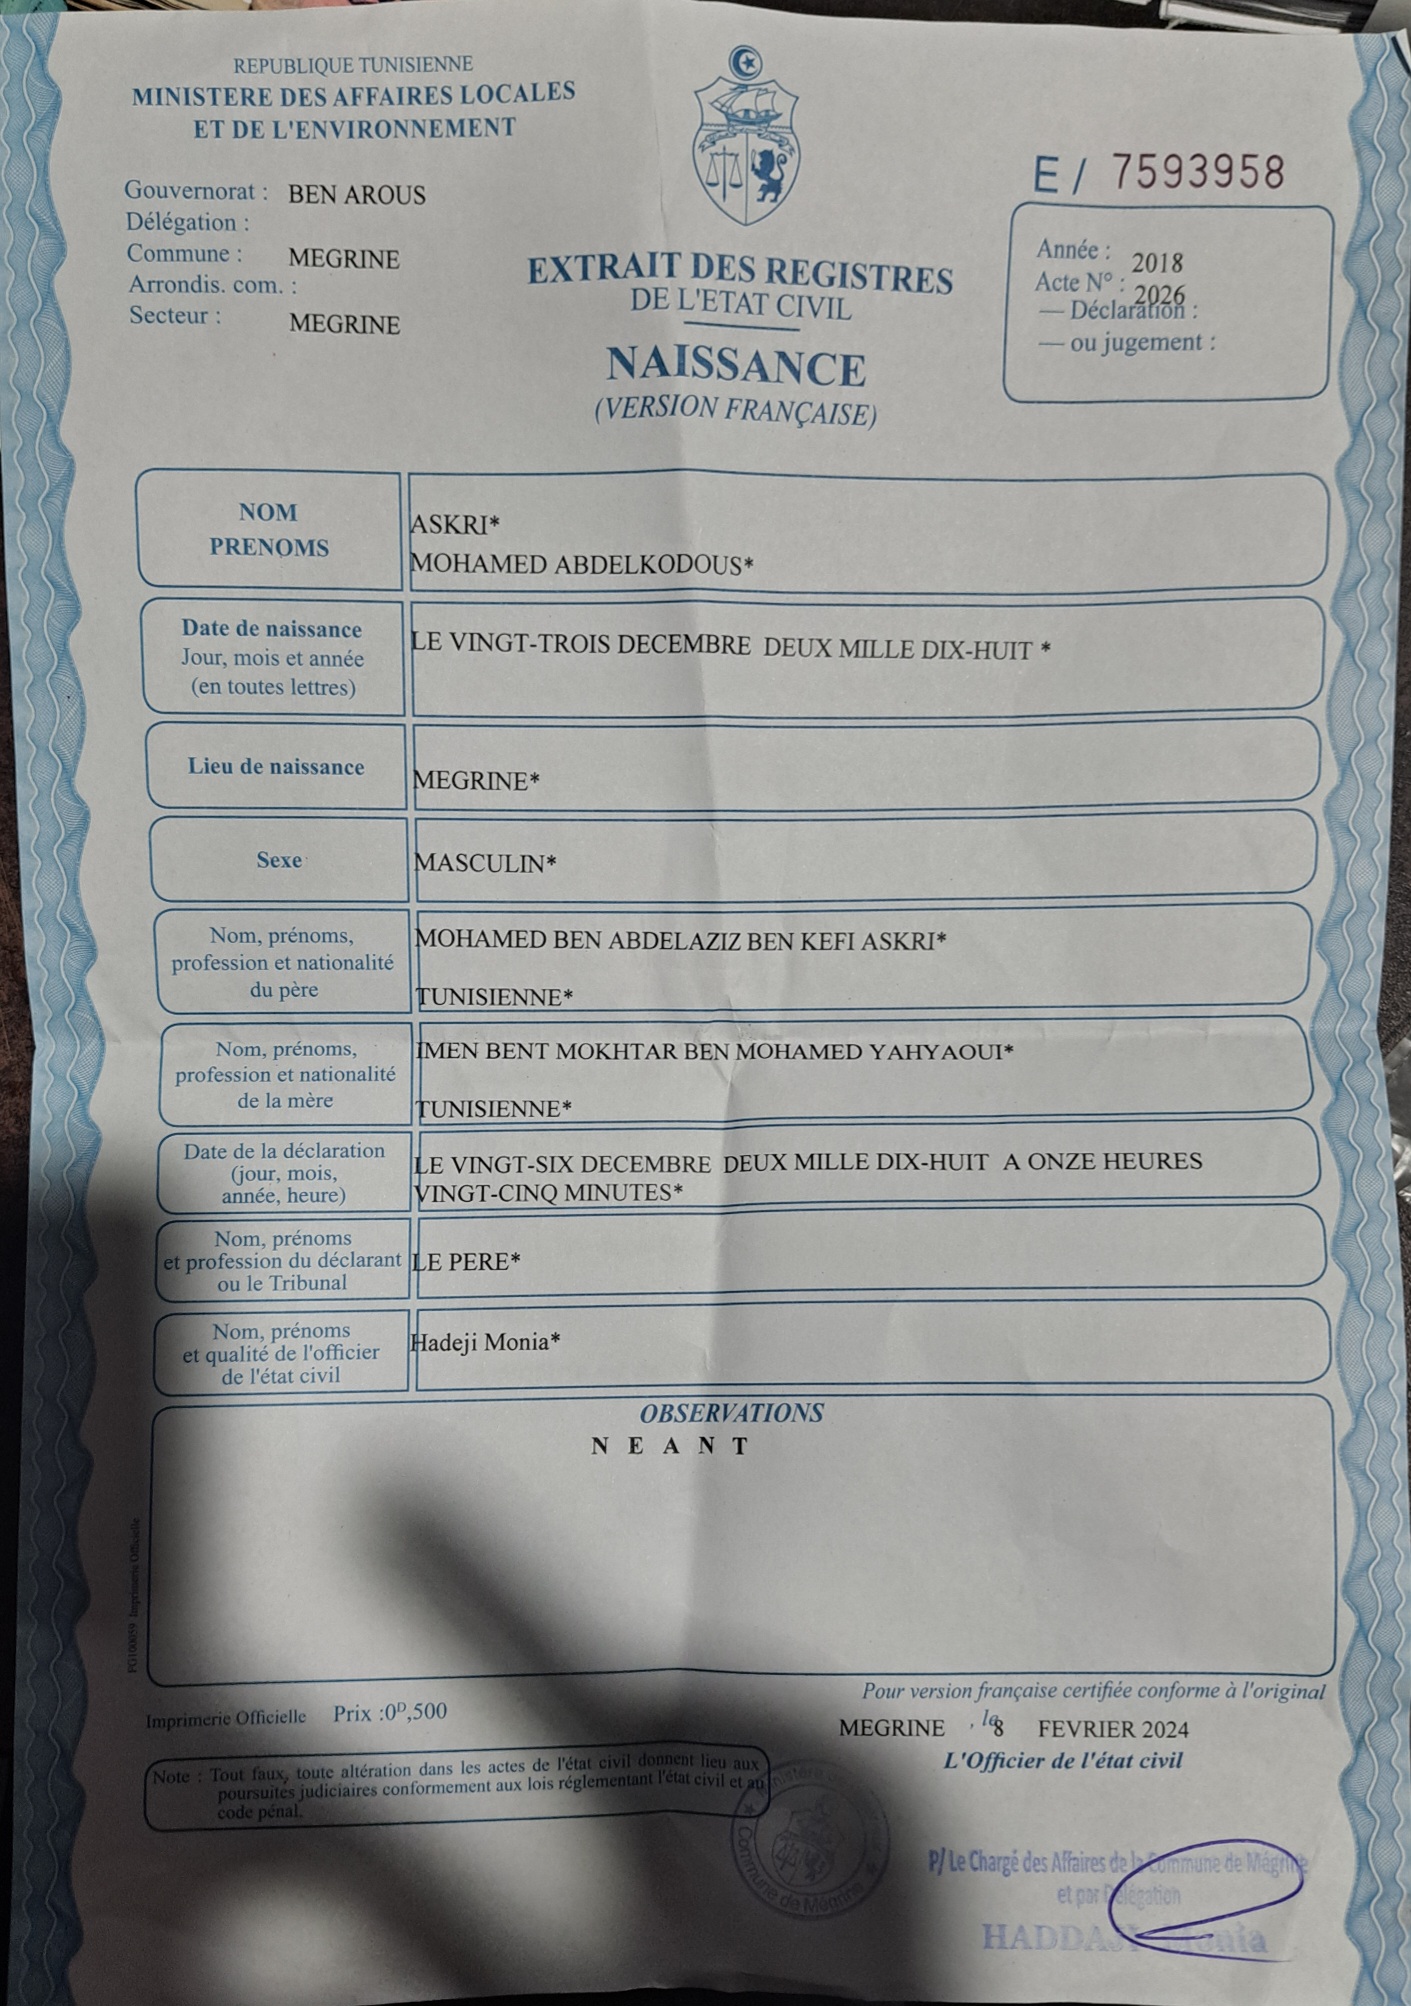 REPUBLIQUE TUNISIENNE
MINISTERE DES AFFAIRES LOCALES
ET DE L'ENVIRONNEMENT
Gouvernorat : BEN AROUS
Délégation :
Commune : MEGRINE
Arrondis. com. :
Secteur : MEGRINE
E / 7593958
Année : 2018
Acte N° : 2026
— Déclaration :
— ou jugement :
EXTRAIT DES REGISTRES
DE L'ETAT CIVIL
NAISSANCE
(VERSION FRANÇAISE)
NOM
PRENOMS
ASKRI*
MOHAMED ABDELKODOUS*
Date de naissance
Jour, mois et année
(en toutes lettres)
LE VINGT-TROIS DECEMBRE DEUX MILLE DIX-HUIT *
Lieu de naissance
MEGRINE*
Sexe
MASCULIN*
Nom, prénoms,
profession et nationalité
du père
MOHAMED BEN ABDELAZIZ BEN KEFI ASKRI*
TUNISIENNE*
Nom, prénoms,
profession et nationalité
de la mère
IMEN BENT MOKHTAR BEN MOHAMED YAHYAOUI*
TUNISIENNE*
Date de la déclaration
(jour, mois,
année, heure)
LE VINGT-SIX DECEMBRE DEUX MILLE DIX-HUIT A ONZE HEURES
VINGT-CINQ MINUTES*
Nom, prénoms
et profession du déclarant
ou le Tribunal
LE PERE*
Nom, prénoms
et qualité de l'officier
de l'état civil
Hadeji Monia*
OBSERVATIONS
N E A N T
PG100059 Imprimerie Officielle
Imprimerie Officielle Prix :0D,500
Pour version française certifiée conforme à l'original
MEGRINE , le 8 FEVRIER 2024
L'Officier de l'état civil
Note : Tout faux, toute altération dans les actes de l'état civil donnent lieu aux
poursuites judiciaires conformement aux lois réglementant l'état civil et au
code pénal.
Commune de Mégrine
P/ Le Chargé des Affaires de la Commune de Mégrine
et par Délégation
HADDAJI Monia